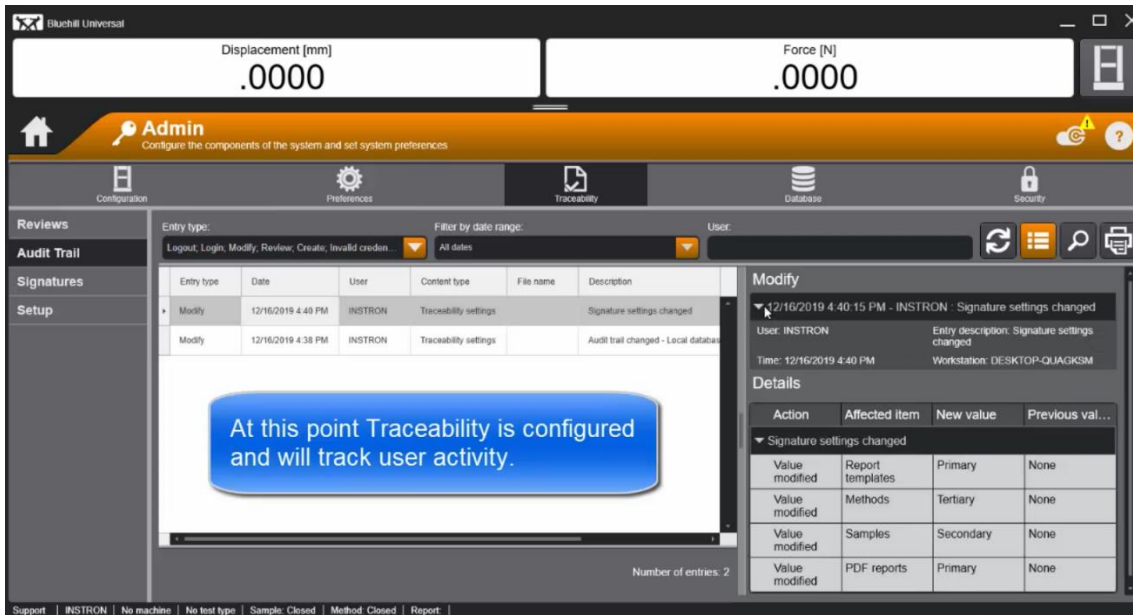 Bluehill Universal
Displacement [mm]
.0000
Force [N]
.0000
Admin
Configure the components of the system and set system preferences
Configuration
Preferences
Traceability
Database
Security
Reviews
Audit Trail
Signatures
Setup
Entry type:
Logout; Login; Modify; Review; Create; Invalid creden...
Filter by date range:
All dates
User:
Entry type Date User Content type File name Description
Modify 12/16/2019 4:40 PM INSTRON Traceability settings Signature settings changed
Modify 12/16/2019 4:38 PM INSTRON Traceability settings Audit trail changed - Local databas
At this point Traceability is configured
and will track user activity.
Number of entries: 2
Modify
12/16/2019 4:40:15 PM - INSTRON : Signature settings changed
User: INSTRON
Entry description: Signature settings
changed
Time: 12/16/2019 4:40 PM
Workstation: DESKTOP-QUAGKSM
Details
Action Affected item New value Previous val...
Signature settings changed
Value modified Report templates Primary None
Value modified Methods Tertiary None
Value modified Samples Secondary None
Value modified PDF reports Primary None
Support | INSTRON | No machine | No test type | Sample: Closed | Method: Closed | Report: |